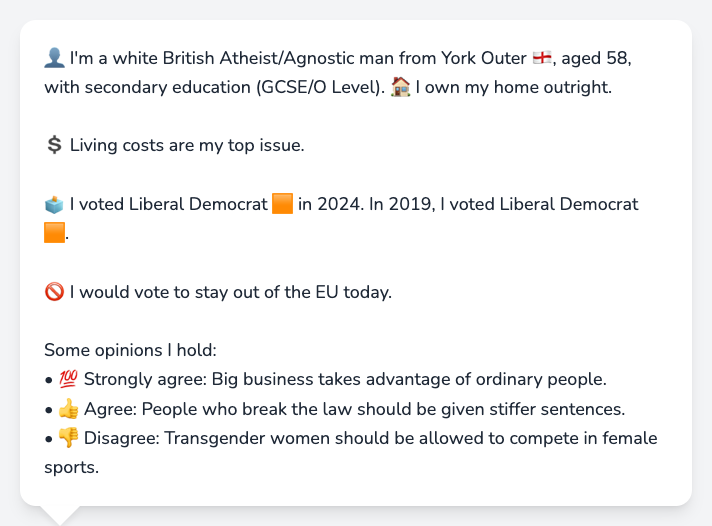 👤 I'm a white British Atheist/Agnostic man from York Outer 🏴󠁧󠁢󠁥󠁮󠁧󠁿, aged 58,
with secondary education (GCSE/O Level). 🏠 I own my home outright.
💲 Living costs are my top issue.
🗳️ I voted Liberal Democrat 🟧 in 2024. In 2019, I voted Liberal Democrat
🟧.
🚫 I would vote to stay out of the EU today.
Some opinions I hold:
• 💯 Strongly agree: Big business takes advantage of ordinary people.
• 👍 Agree: People who break the law should be given stiffer sentences.
• 👎 Disagree: Transgender women should be allowed to compete in female
sports.